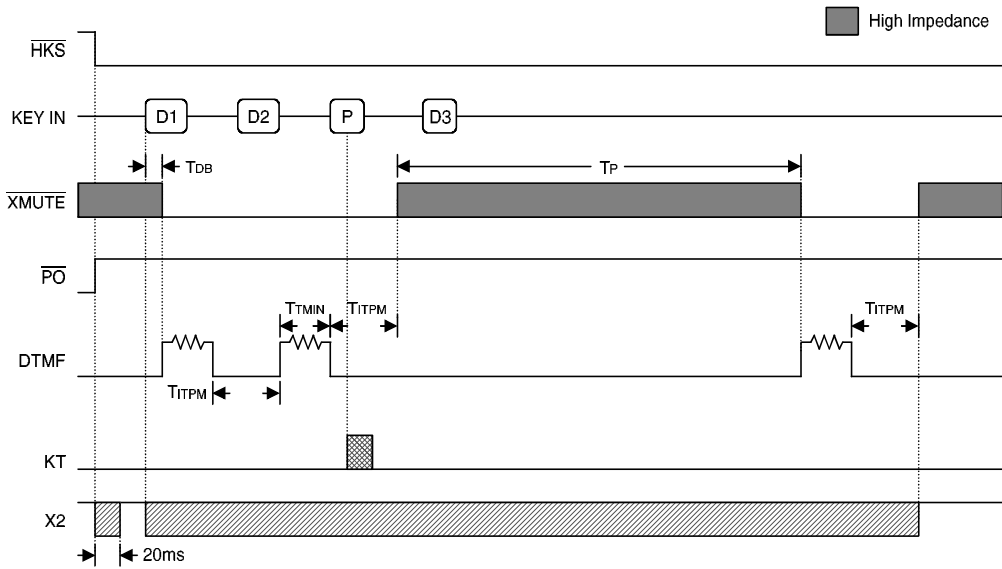 High Impedance
HKS
KEY IN
D1
D2
P
D3
TDB
TP
XMUTE
PO
TTMIN
TITPM
TITPM
DTMF
TITPM
KT
X2
20ms